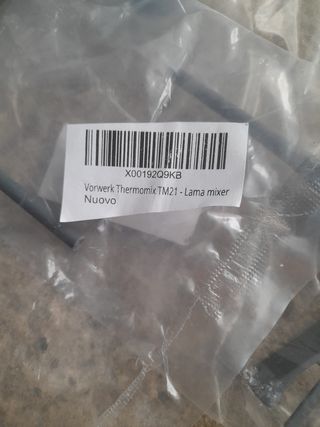 X00192Q9KB
Vorwerk Thermomix TM21 - Lama mixer
Nuovo